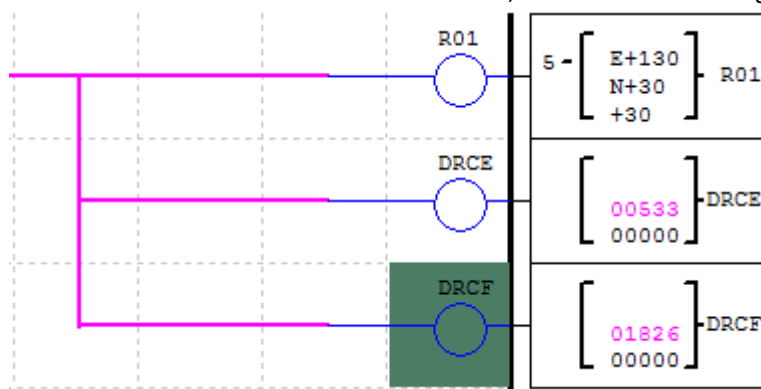 R01
5- E+130 R01
N+30
+30
DRCE
00533 DRCE
00000
DRCF
01826 DRCF
00000